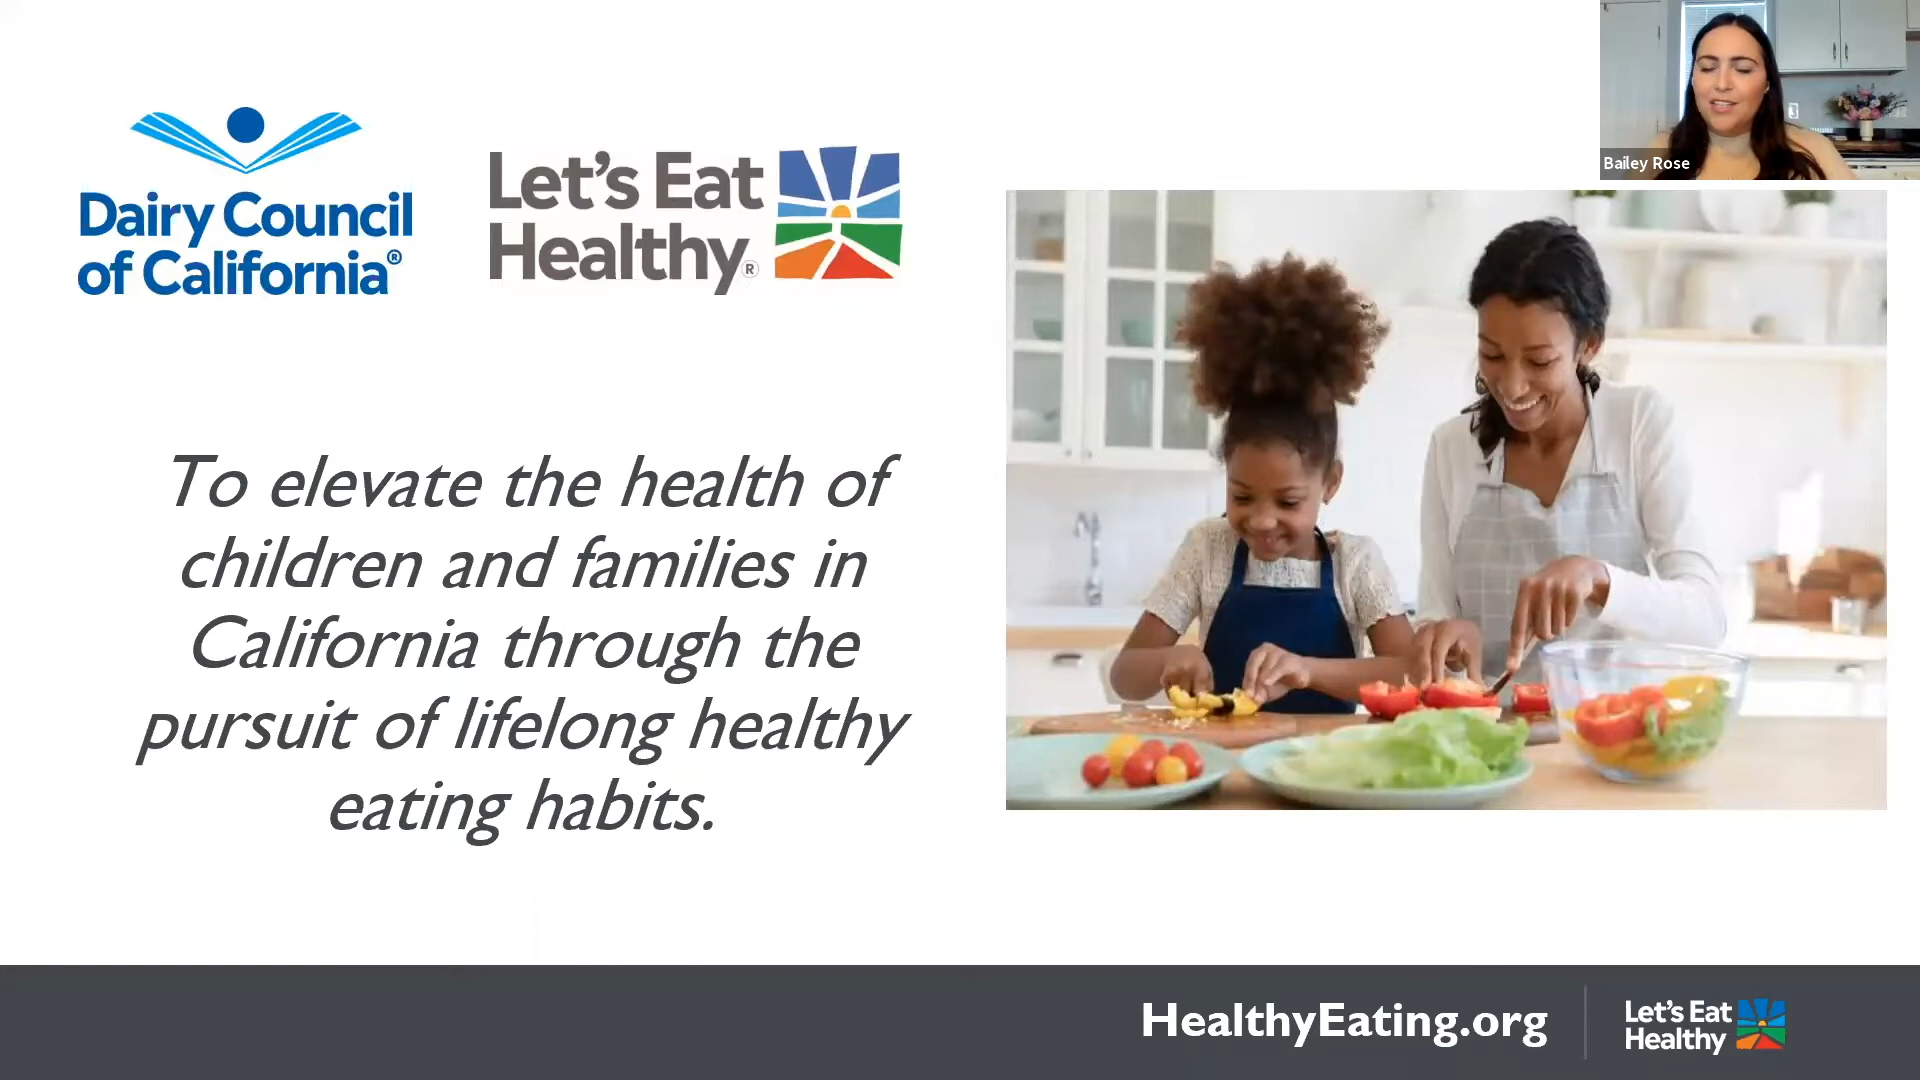 Bailey Rose
Dairy Council
of California®
Let's Eat
Healthy®
To elevate the health of
children and families in
California through the
pursuit of lifelong healthy
eating habits.
HealthyEating.org
Let's Eat
Healthy